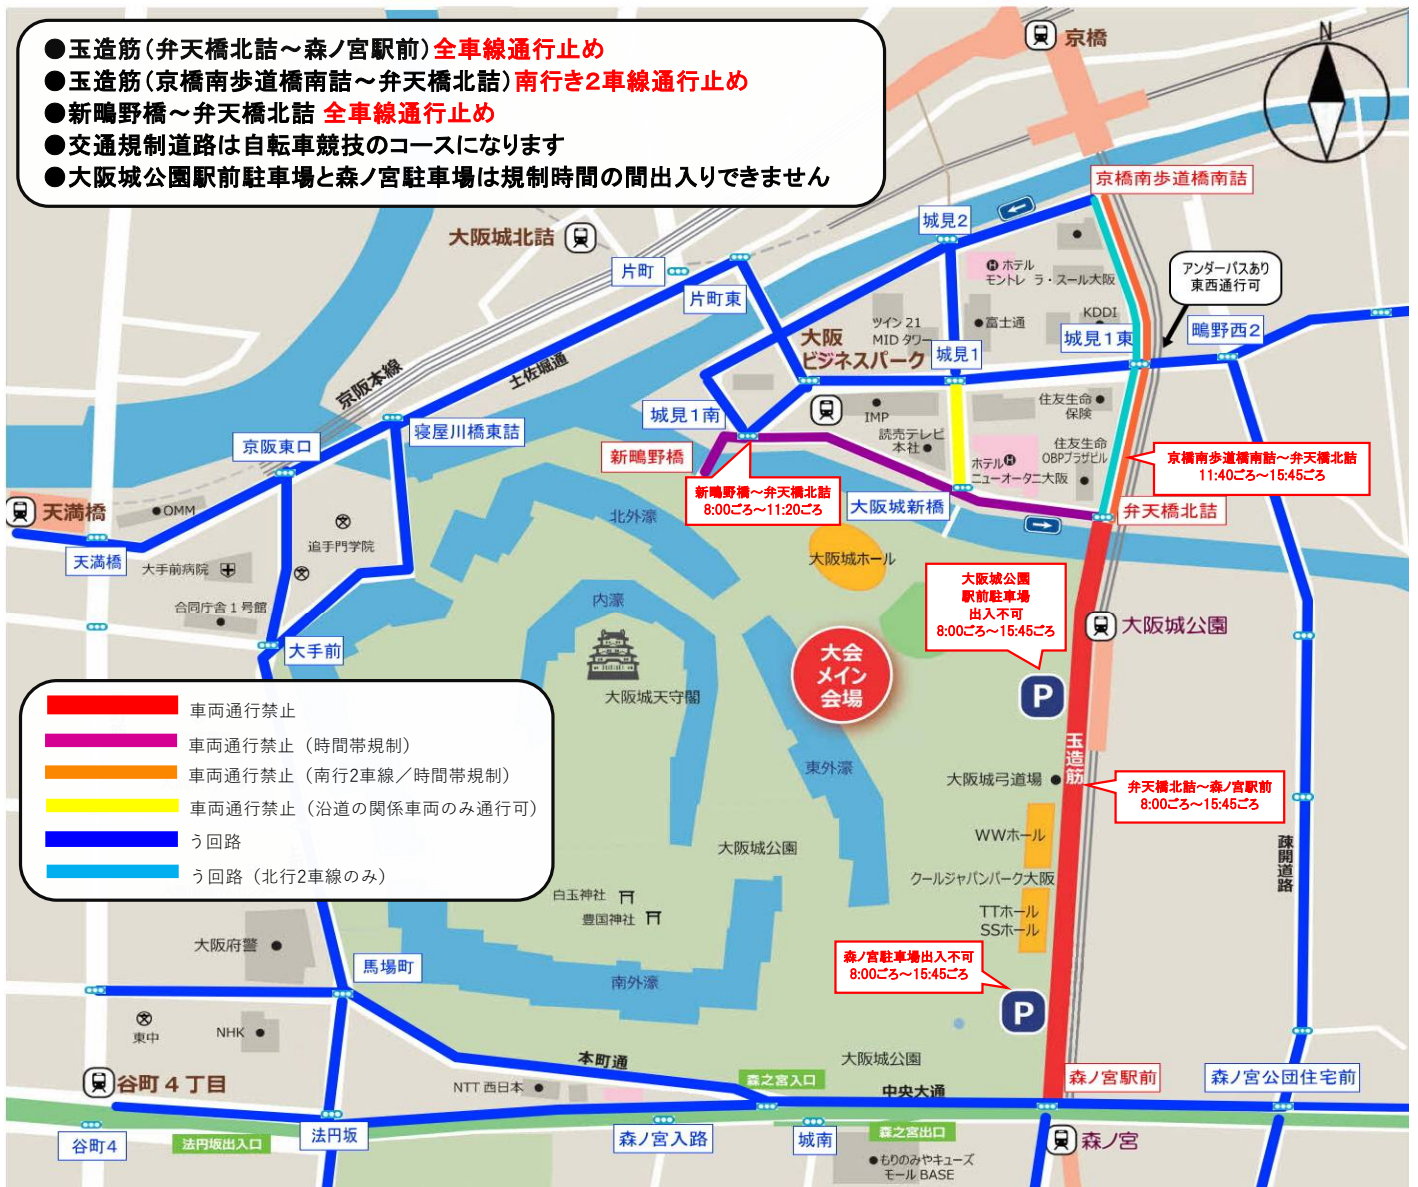 ●玉造筋(弁天橋北詰～森ノ宮駅前)全車線通行止め
●玉造筋(京橋南歩道橋南詰～弁天橋北詰)南行き2車線通行止め
●新鴫野橋～弁天橋北詰 全車線通行止め
●交通規制道路は自転車競技のコースになります
●大阪城公園駅前駐車場と森ノ宮駐車場は規制時間の間出入りできません
京橋
N
京橋南歩道橋南詰
大阪城北詰
城見2
片町
片町東
ホテル
モントレ ラ・スール大阪
アンダーパスあり
東西通行可
ツイン21
MIDタワー
富士通
KDDI
城見1東
鴫野西2
大阪
ビジネスパーク
城見1
京阪本線
土佐堀通
城見1南
IMP
住友生命
保険
読売テレビ
本社
寝屋川橋東詰
京阪東口
新鴫野橋
ホテル
ニューオータニ大阪
住友生命
OBPプラザビル
京橋南歩道橋南詰～弁天橋北詰
11:40ごろ～15:45ごろ
新鴫野橋～弁天橋北詰
8:00ごろ～11:20ごろ
大阪城新橋
弁天橋北詰
天満橋
OMM
天満橋
追手門学院
北外濠
大阪城ホール
大手前病院
合同庁舎1号館
内濠
大阪城公園
駅前駐車場
出入不可
8:00ごろ～15:45ごろ
大阪城公園
大手前
大会
メイン
会場
大阪城天守閣
P
車両通行禁止
車両通行禁止(時間帯規制)
車両通行禁止(南行2車線／時間帯規制)
車両通行禁止(沿道の関係車両のみ通行可)
う回路
う回路(北行2車線のみ)
玉造筋
東外濠
大阪城弓道場
弁天橋北詰～森ノ宮駅前
8:00ごろ～15:45ごろ
WWホール
大阪城公園
疎開道路
クールジャパンパーク大阪
白玉神社
豊国神社
TTホール
SSホール
大阪府警
馬場町
南外濠
森ノ宮駐車場出入不可
8:00ごろ～15:45ごろ
P
東中
NHK
本町通
大阪城公園
谷町4丁目
NTT西日本
森之宮入口
中央大通
森ノ宮駅前
森ノ宮公団住宅前
谷町4
法円坂出入口
法円坂
森ノ宮入路
城南
森之宮出口
森ノ宮
もりのみやキューズ
モールBASE